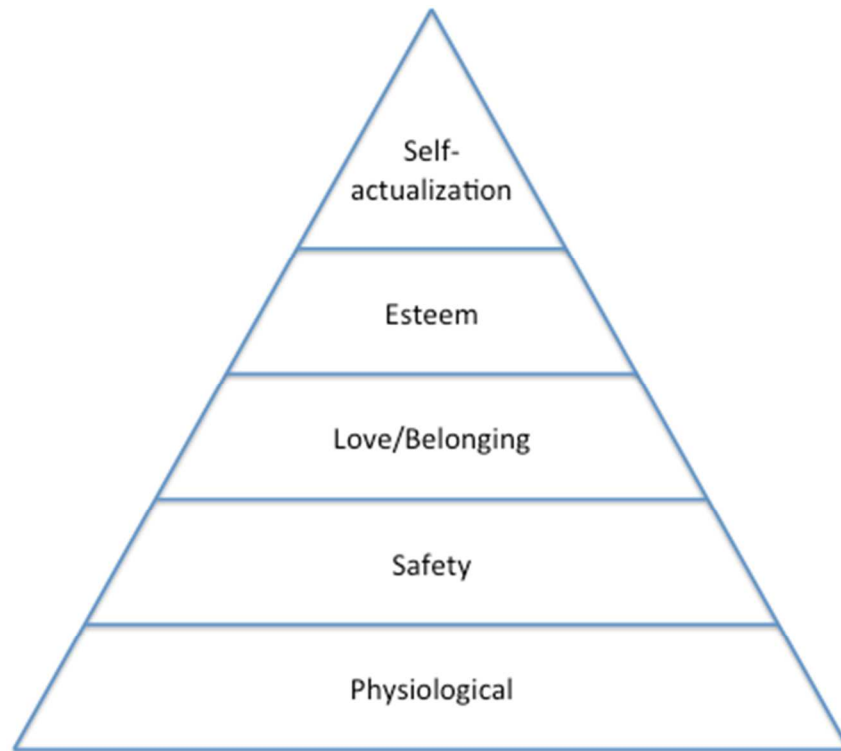 Self-
actualization
Esteem
Love/Belonging
Safety
Physiological